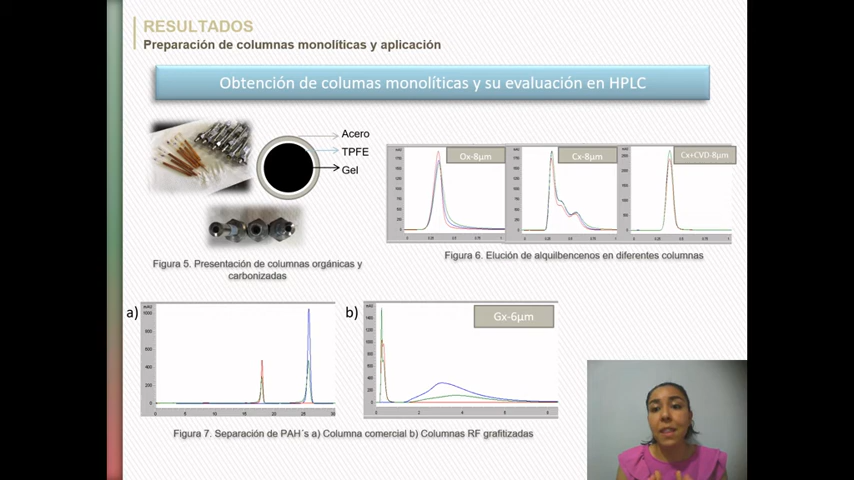 RESULTADOS
Preparación de columnas monolíticas y aplicación
Obtención de columas monolíticas y su evaluación en HPLC
Acero
TPFE
Gel
Ox-8µm
Cx-8µm
Cx+CVD-8µm
Figura 5. Presentación de columnas orgánicas y
carbonizadas
Figura 6. Elución de alquilbencenos en diferentes columnas
a)
b)
Gx-6µm
Figura 7. Separación de PAH´s a) Columna comercial b) Columnas RF grafitizadas